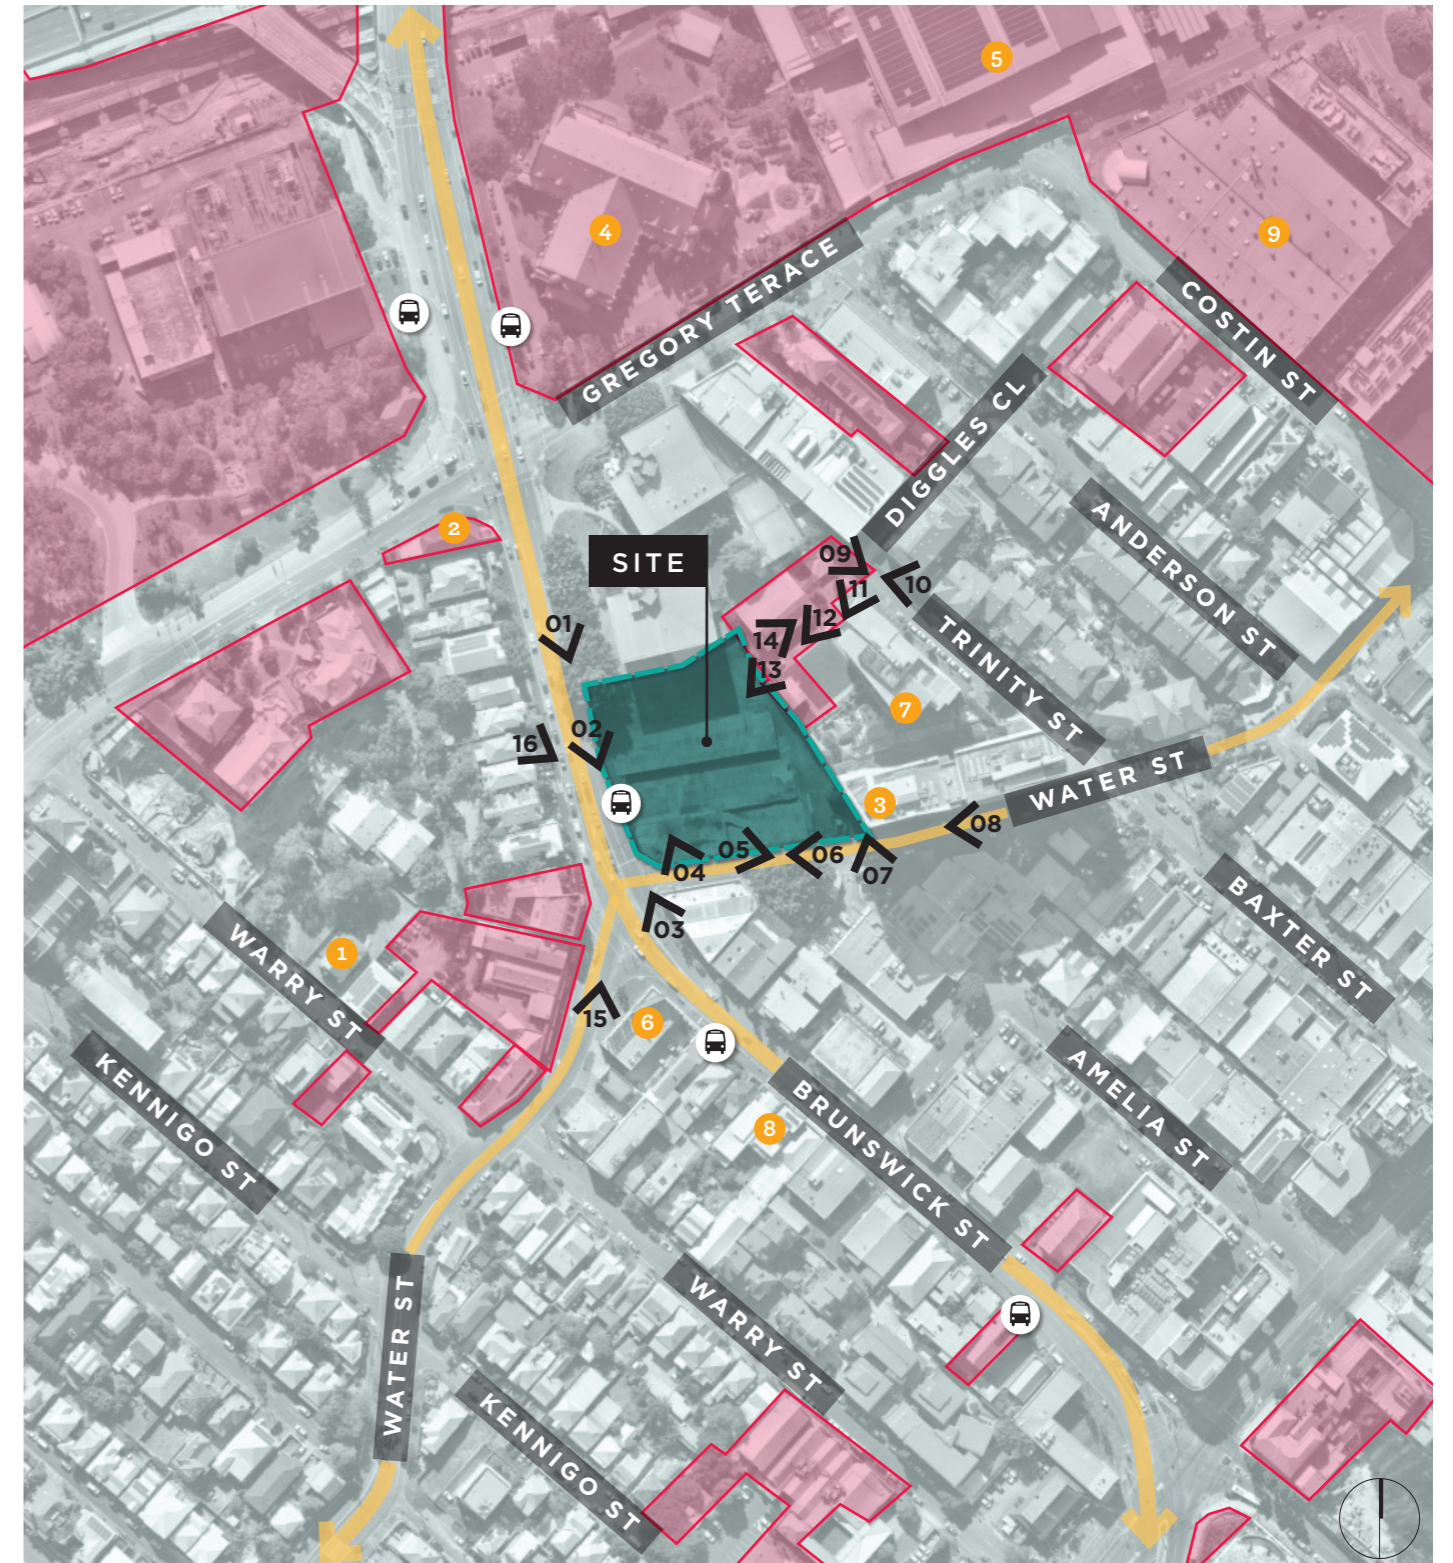 5
4
9
GREGORY TERACE
COSTIN ST
DIGGLES CL
2
ANDERSON ST
SITE
09
10
11
12
01
14
13
TRINITY ST
7
02
16
WATER ST
3
08
05
06
04
07
03
BAXTER ST
WARRY ST
1
15
6
KENNIGO ST
AMELIA ST
BRUNSWICK ST
8
WATER ST
WARRY ST
KENNIGO ST